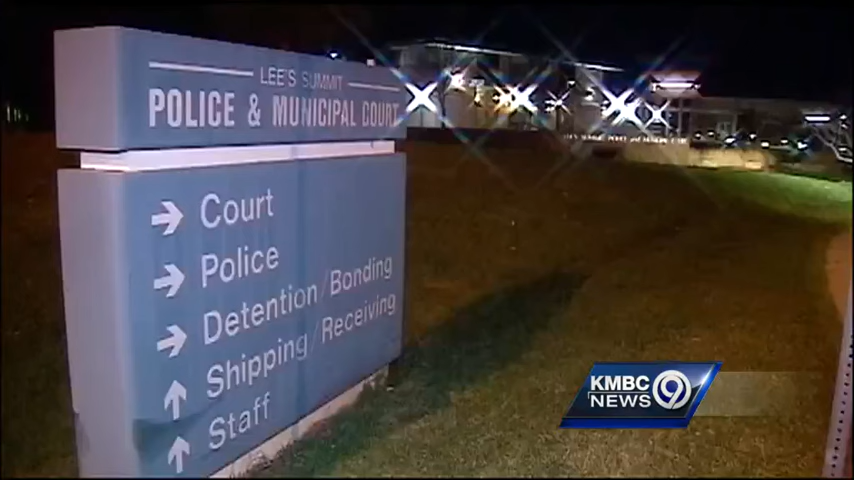 LEE'S SUMMIT
POLICE & MUNICIPAL COURT
→ Court
→ Police
→ Detention/Bonding
↑ Shipping/Receiving
↑ Staff
KMBC 9
NEWS